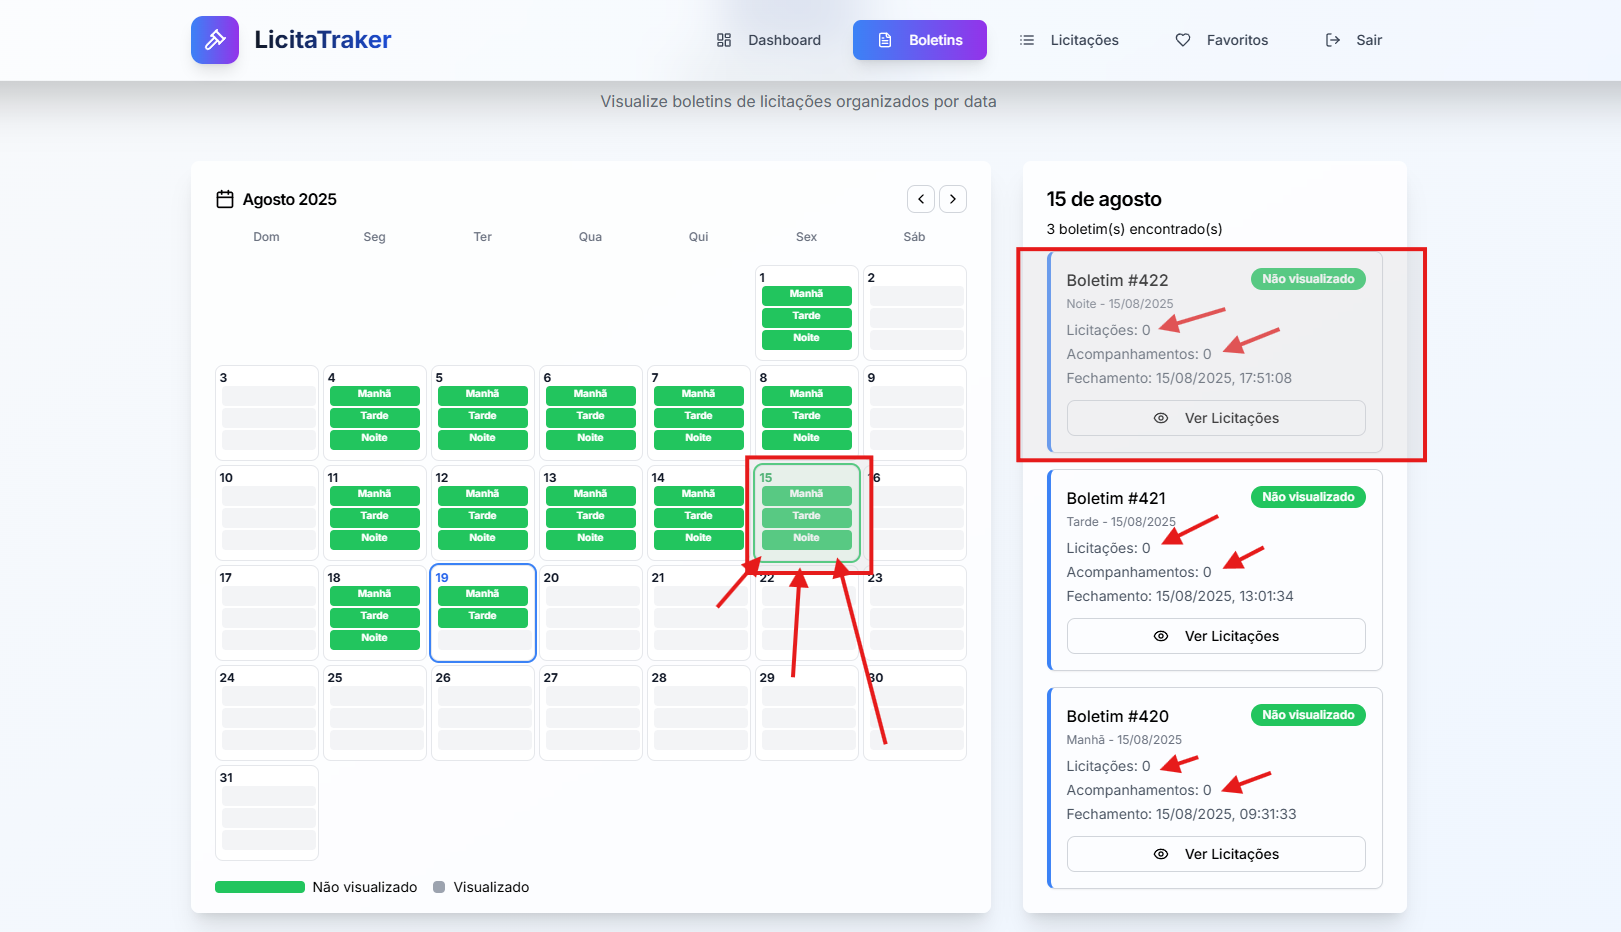 LicitaTraker
Dashboard
Boletins
Licitações
Favoritos
Sair
Visualize boletins de licitações organizados por data
Agosto 2025
Dom Seg Ter Qua Qui Sex Sáb
1 2
Manhã
Tarde
Noite
3 4 5 6 7 8 9
Manhã Manhã Manhã Manhã Manhã
Tarde Tarde Tarde Tarde Tarde
Noite Noite Noite Noite Noite
10 11 12 13 14 15 16
Manhã Manhã Manhã Manhã Manhã
Tarde Tarde Tarde Tarde Tarde
Noite Noite Noite Noite Noite
17 18 19 20 21 22 23
Manhã Manhã
Tarde Tarde
Noite
24 25 26 27 28 29 30
31
Não visualizado Visualizado
15 de agosto
3 boletim(s) encontrado(s)
Boletim #422 Não visualizado
Noite - 15/08/2025
Licitações: 0
Acompanhamentos: 0
Fechamento: 15/08/2025, 17:51:08
Ver Licitações
Boletim #421 Não visualizado
Tarde - 15/08/2025
Licitações: 0
Acompanhamentos: 0
Fechamento: 15/08/2025, 13:01:34
Ver Licitações
Boletim #420 Não visualizado
Manhã - 15/08/2025
Licitações: 0
Acompanhamentos: 0
Fechamento: 15/08/2025, 09:31:33
Ver Licitações